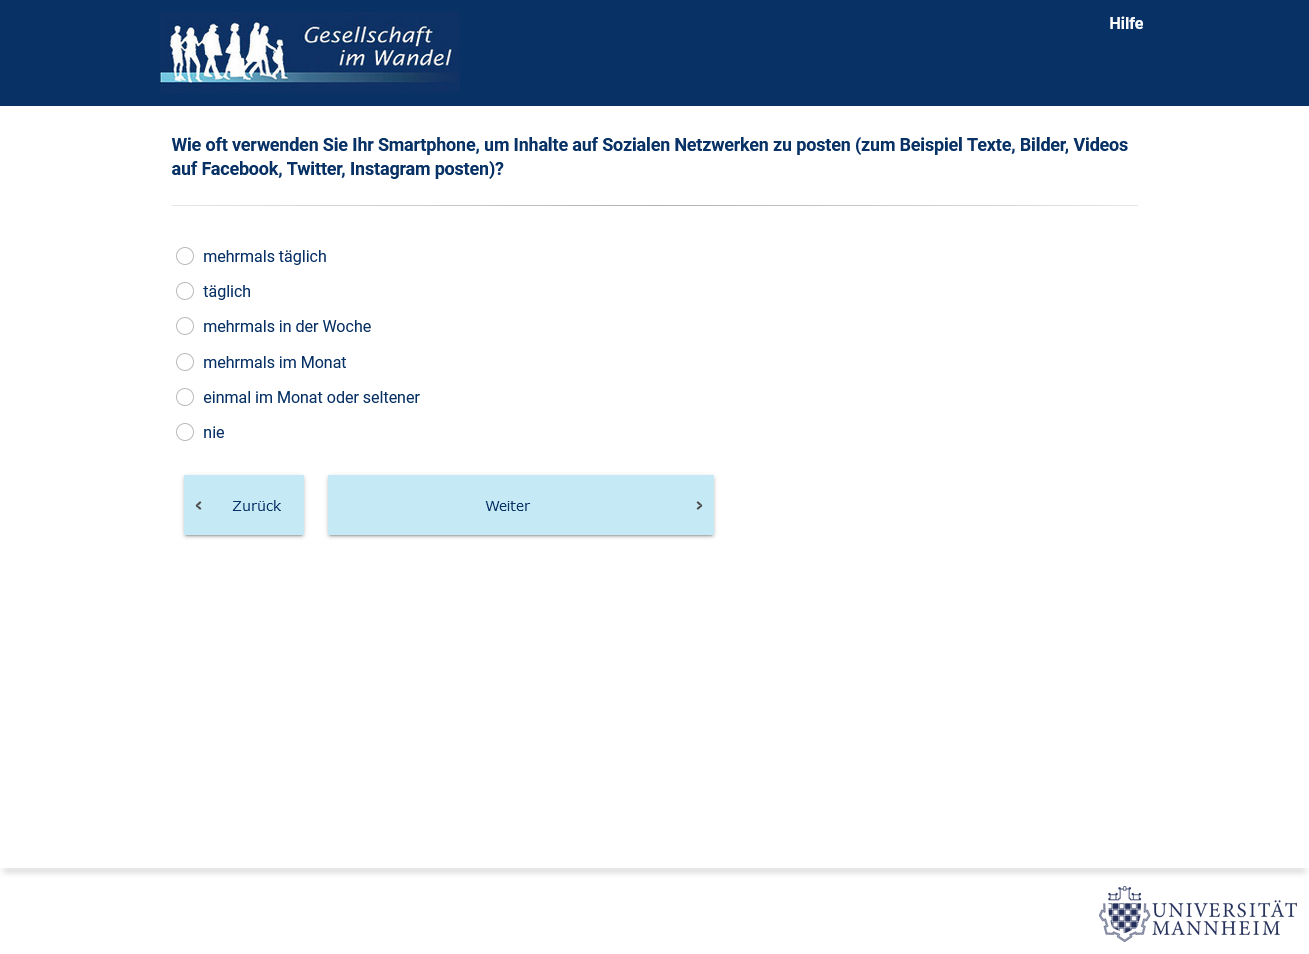 Gesellschaft
im Wandel
Hilfe
Wie oft verwenden Sie Ihr Smartphone, um Inhalte auf Sozialen Netzwerken zu posten (zum Beispiel Texte, Bilder, Videos
auf Facebook, Twitter, Instagram posten)?
mehrmals täglich
täglich
mehrmals in der Woche
mehrmals im Monat
einmal im Monat oder seltener
nie
Zurück
Weiter
UNIVERSITÄT
MANNHEIM